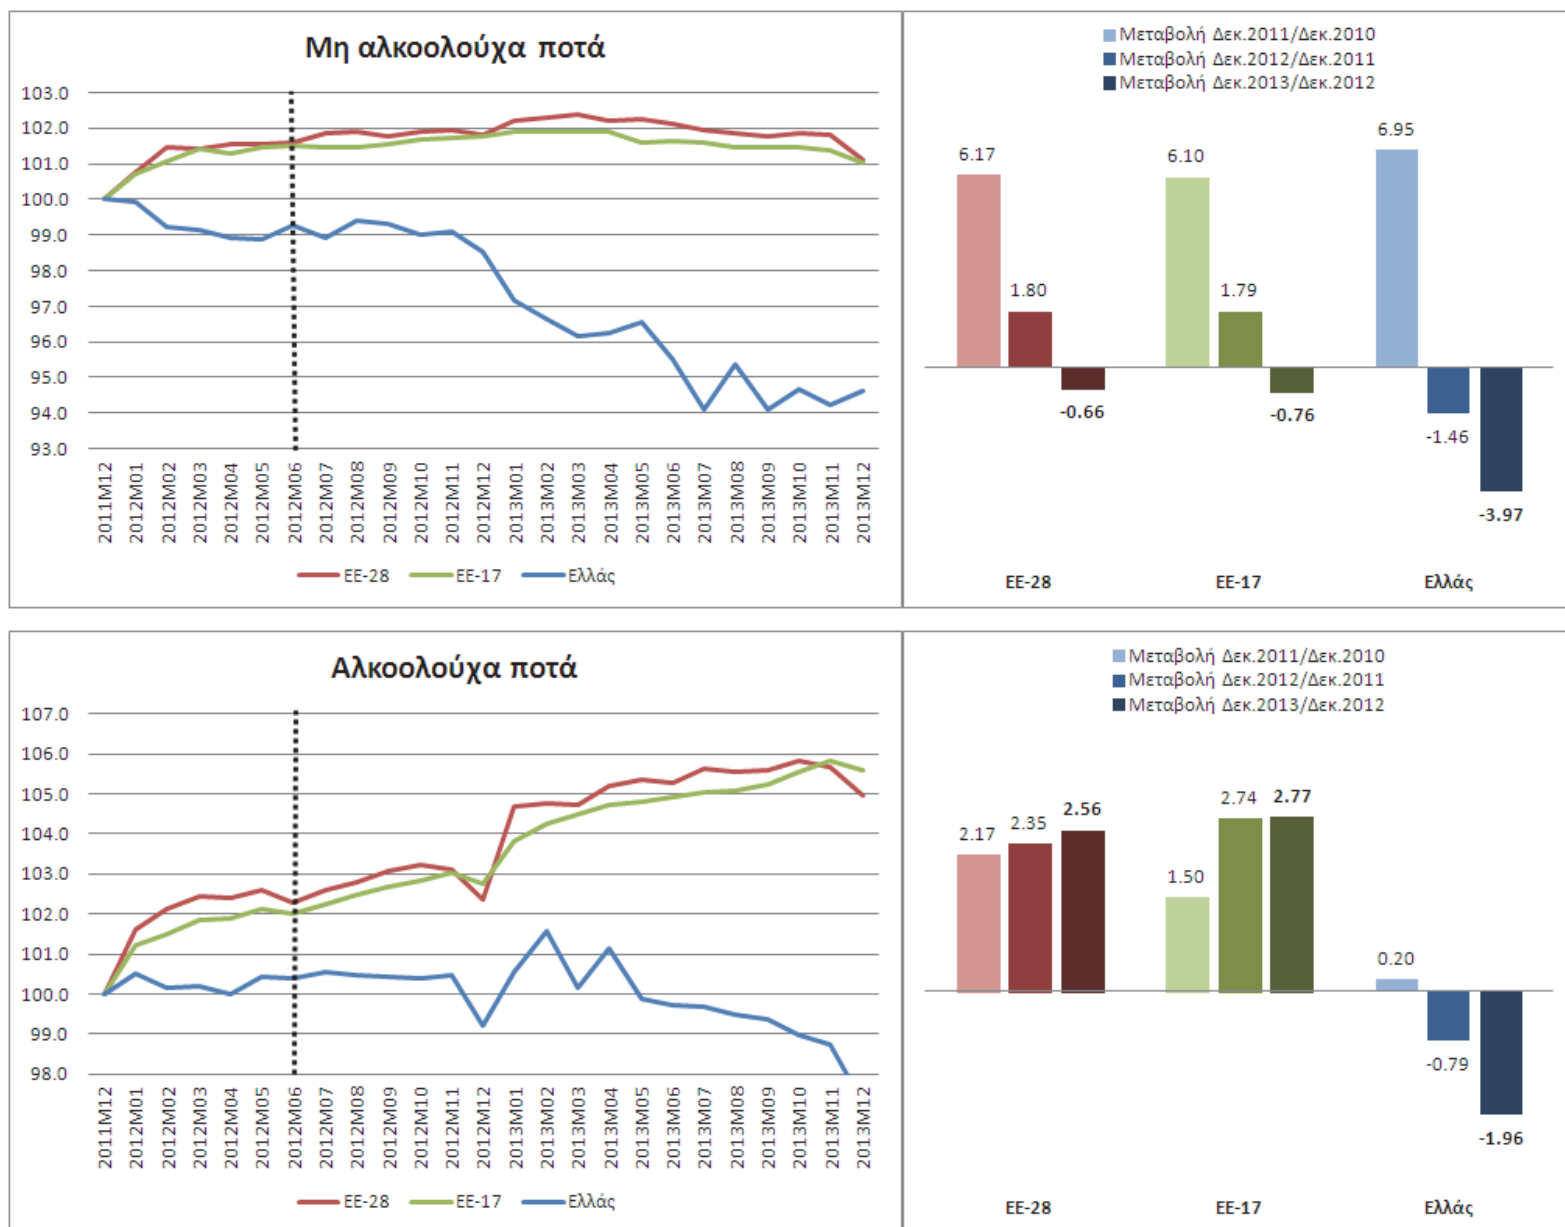 Μη αλκοολούχα ποτά
103.0
102.0
101.0
100.0
99.0
98.0
97.0
96.0
95.0
94.0
93.0
2011M12
2012M01
2012M02
2012M03
2012M04
2012M05
2012M06
2012M07
2012M08
2012M09
2012M10
2012M11
2012M12
2013M01
2013M02
2013M03
2013M04
2013M05
2013M06
2013M07
2013M08
2013M09
2013M10
2013M11
2013M12
ΕΕ-28 ΕΕ-17 Ελλάς
Μεταβολή Δεκ.2011/Δεκ.2010
Μεταβολή Δεκ.2012/Δεκ.2011
Μεταβολή Δεκ.2013/Δεκ.2012
6.17
1.80
-0.66
6.10
1.79
-0.76
6.95
-1.46
-3.97
ΕΕ-28 ΕΕ-17 Ελλάς
Αλκοολούχα ποτά
107.0
106.0
105.0
104.0
103.0
102.0
101.0
100.0
99.0
98.0
2011M12
2012M01
2012M02
2012M03
2012M04
2012M05
2012M06
2012M07
2012M08
2012M09
2012M10
2012M11
2012M12
2013M01
2013M02
2013M03
2013M04
2013M05
2013M06
2013M07
2013M08
2013M09
2013M10
2013M11
2013M12
ΕΕ-28 ΕΕ-17 Ελλάς
Μεταβολή Δεκ.2011/Δεκ.2010
Μεταβολή Δεκ.2012/Δεκ.2011
Μεταβολή Δεκ.2013/Δεκ.2012
2.17
2.35
2.56
1.50
2.74
2.77
0.20
-0.79
-1.96
ΕΕ-28 ΕΕ-17 Ελλάς